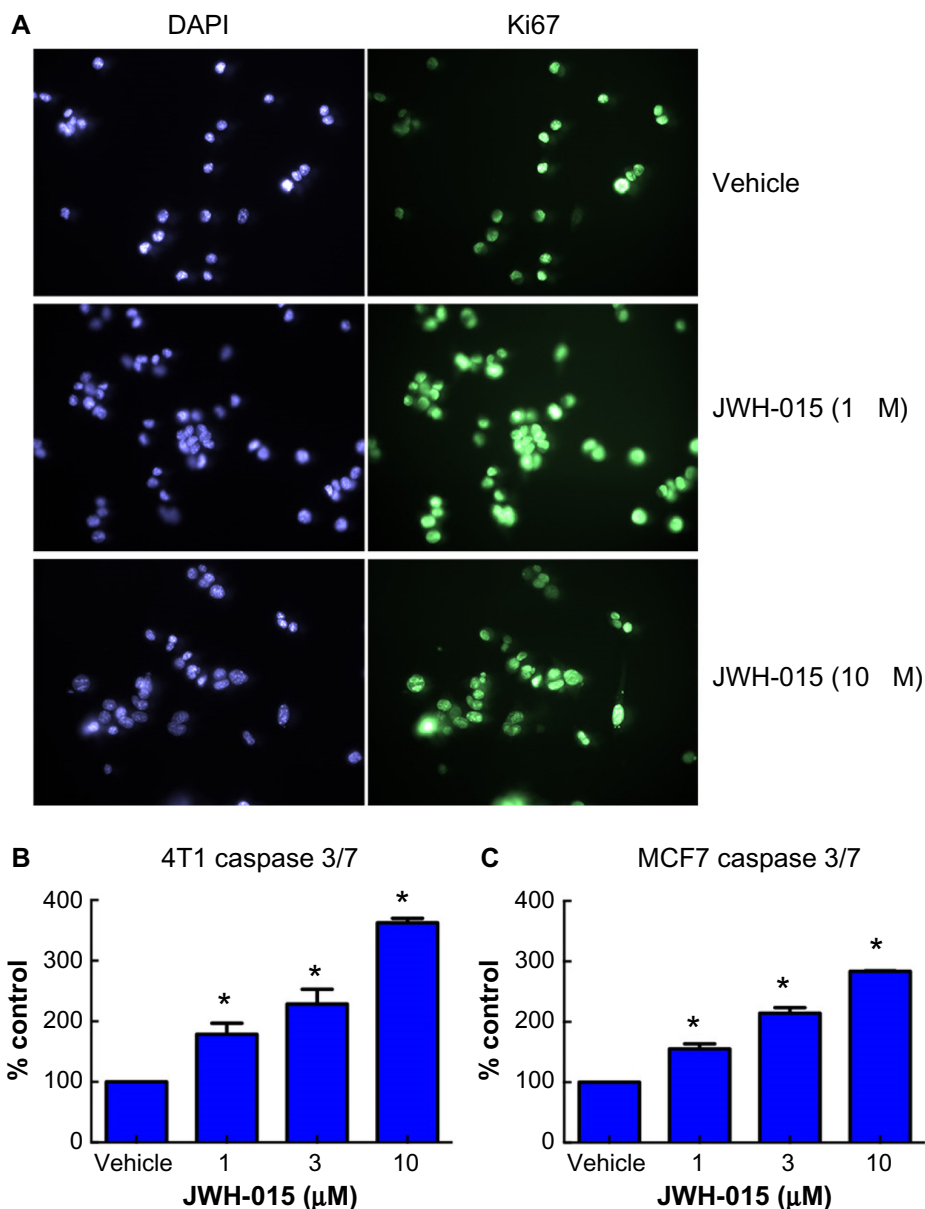 A DAPI Ki67
Vehicle
JWH-015 (1 M)
JWH-015 (10 M)
B 4T1 caspase 3/7
400
300
200
100
0
% control
*
*
*
Vehicle 1 3 10
JWH-015 (μM)
C MCF7 caspase 3/7
400
300
200
100
0
% control
*
*
*
Vehicle 1 3 10
JWH-015 (μM)